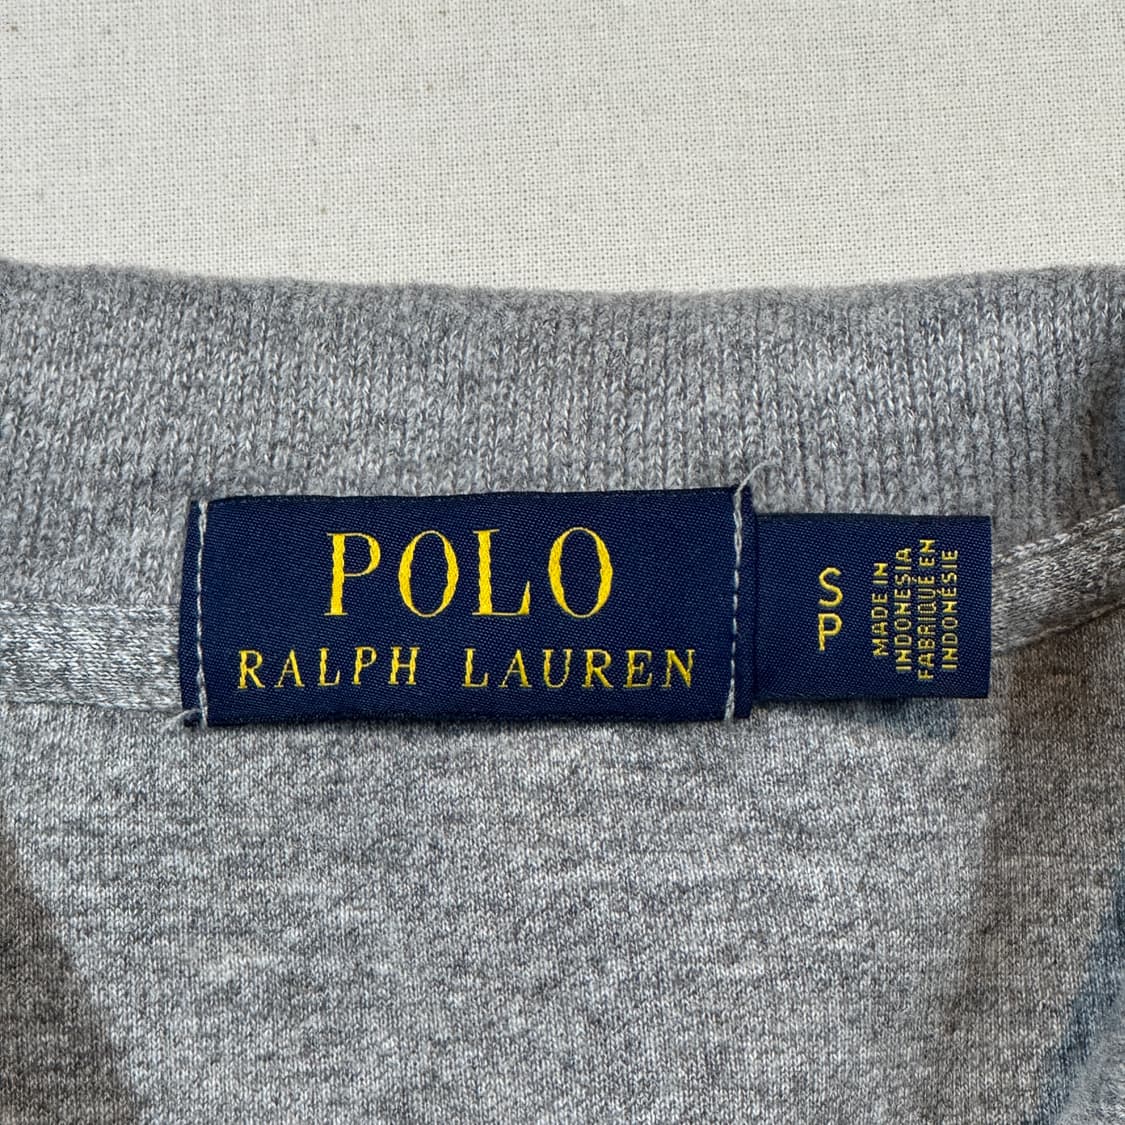 POLO
RALPH LAUREN
S
P
MADE IN
INDONESIA
FABRIQUÉ EN
INDONÉSIE